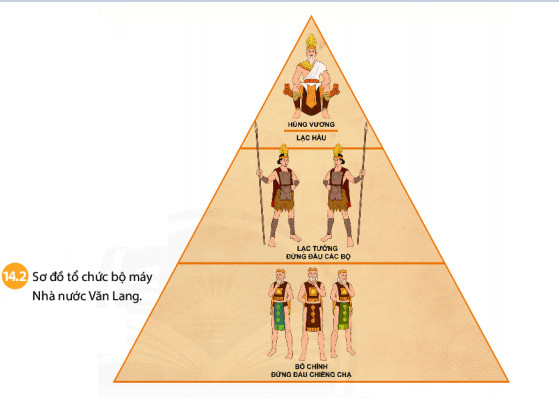 HÙNG VƯƠNG
LẠC HẦU
LẠC TƯỚNG
ĐỨNG ĐẦU CÁC BỘ
14.2 Sơ đồ tổ chức bộ máy
Nhà nước Văn Lang.
BỒ CHÍNH
ĐỨNG ĐẦU CHIỀNG CHẠ